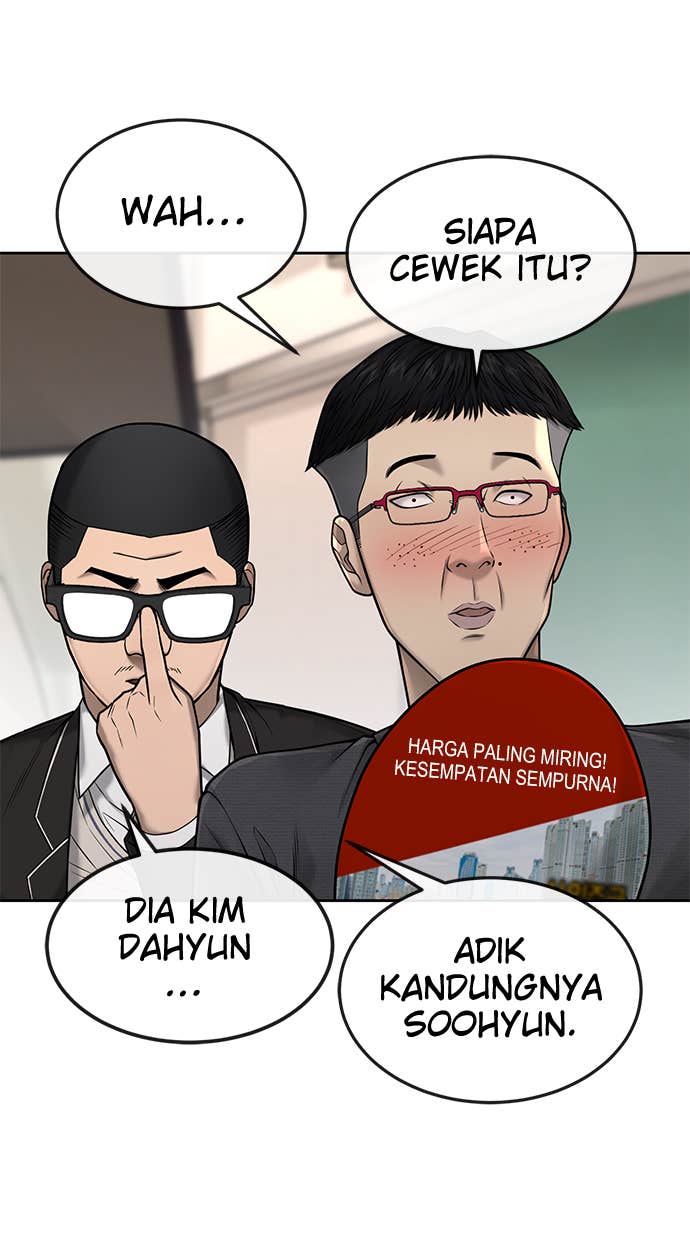 WAH...
SIAPA
CEWEK ITU?
HARGA PALING MIRING!
KESEMPATAN SEMPURNA!
DIA KIM
DAHYUN
...
ADIK
KANDUNGNYA
SOOHYUN.